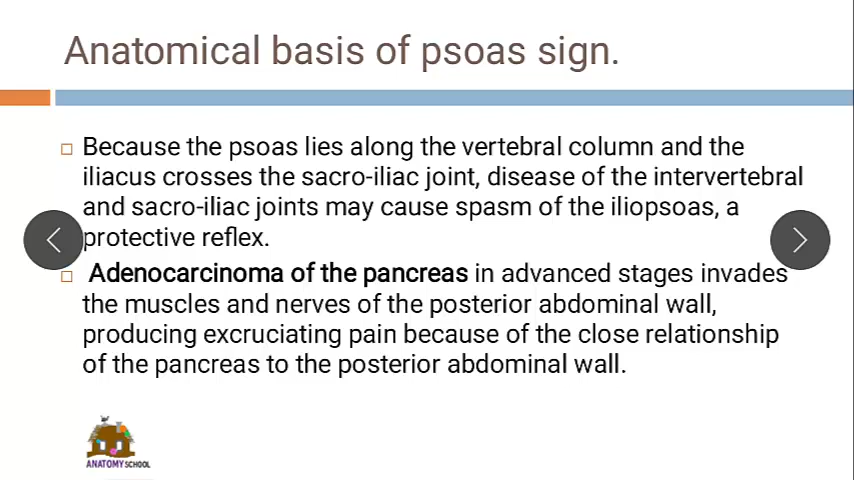 Anatomical basis of psoas sign.
Because the psoas lies along the vertebral column and the
iliacus crosses the sacro-iliac joint, disease of the intervertebral
and sacro-iliac joints may cause spasm of the iliopsoas, a
protective reflex.
Adenocarcinoma of the pancreas in advanced stages invades
the muscles and nerves of the posterior abdominal wall,
producing excruciating pain because of the close relationship
of the pancreas to the posterior abdominal wall.
ANATOMY SCHOOL